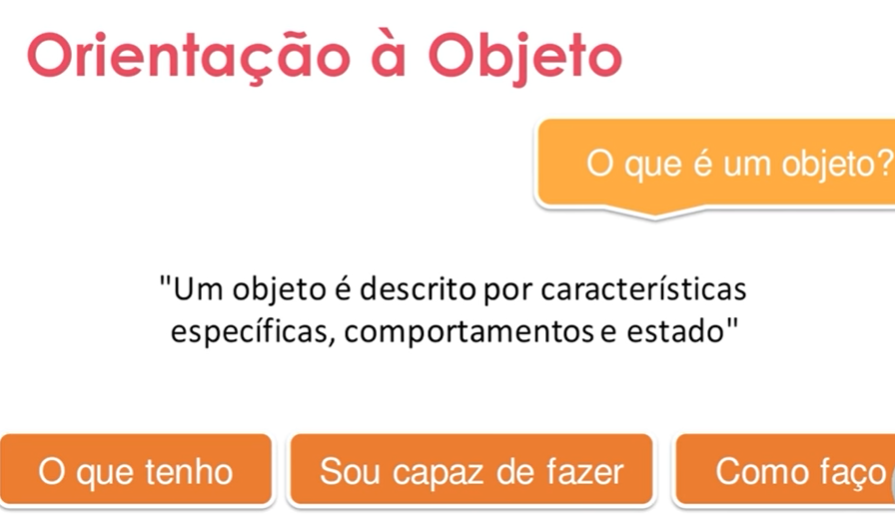 Orientação à Objeto
O que é um objeto?
"Um objeto é descrito por características
específicas, comportamentos e estado"
O que tenho
Sou capaz de fazer
Como faço